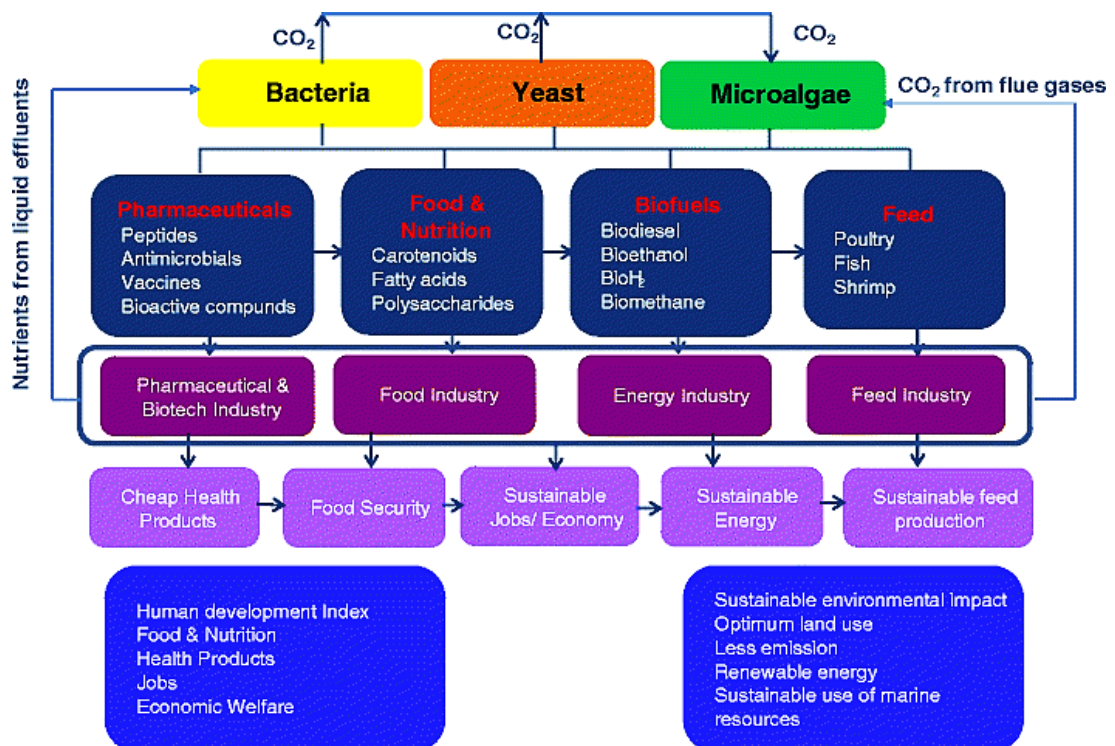 CO2
CO2
CO2
Bacteria
Yeast
Microalgae
CO2 from flue gases
Nutrients from liquid effluents
Pharmaceuticals
Peptides
Antimicrobials
Vaccines
Bioactive compunds
Food &
Nutrition
Carotenoids
Fatty acids
Polysaccharides
Biofuels
Biodiesel
Bioethanol
BioH2
Biomethane
Feed
Poultry
Fish
Shrimp
Pharmaceutical &
Biotech Industry
Food Industry
Energy Industry
Feed Industry
Cheap Health
Products
Food Security
Sustainable
Jobs/ Economy
Sustainable
Energy
Sustainable feed
production
Human development Index
Food & Nutrition
Health Products
Jobs
Economic Welfare
Sustainable environmental impact
Optimum land use
Less emission
Renewable energy
Sustainable use of marine
resources